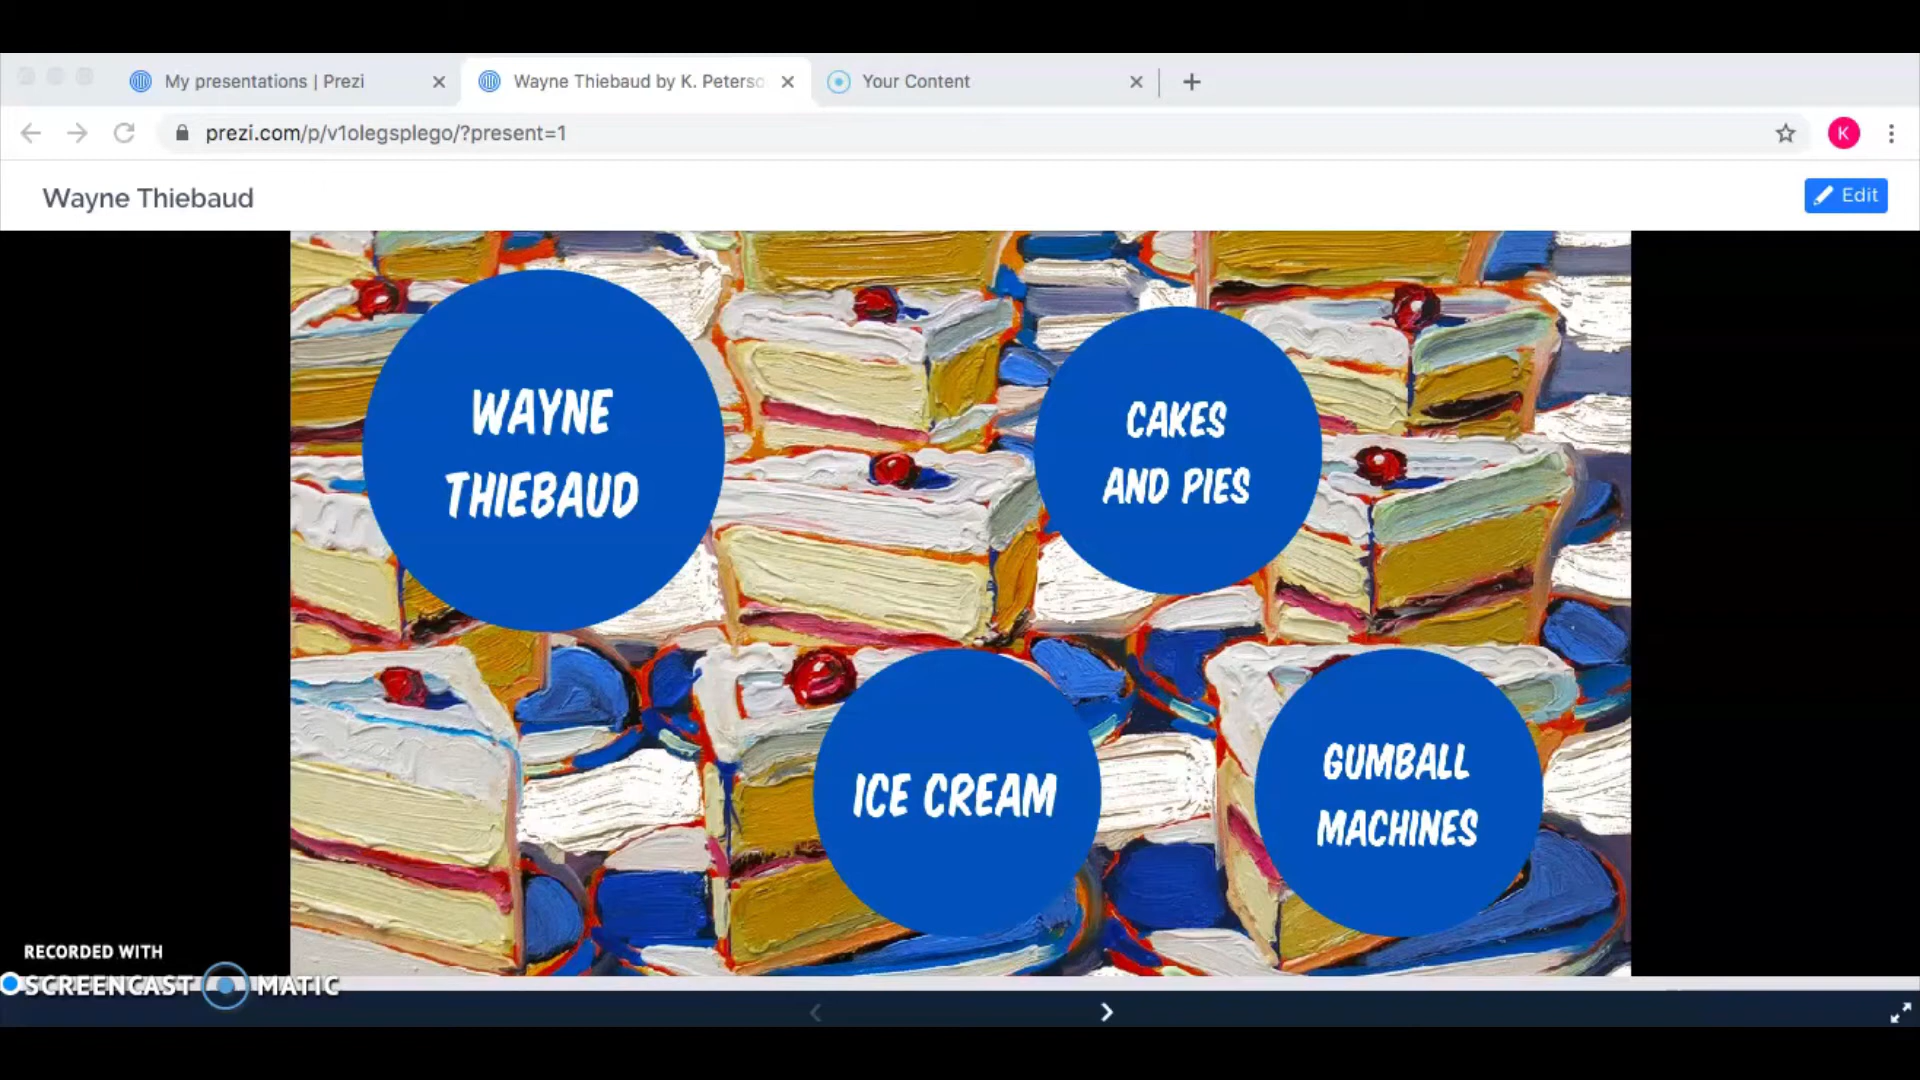 My presentations | Prezi
Wayne Thiebaud by K. Peterso
Your Content
prezi.com/p/v1olegsplego/?present=1
K
Wayne Thiebaud
Edit
WAYNE
THIEBAUD
CAKES
AND PIES
ICE CREAM
GUMBALL
MACHINES
RECORDED WITH
SCREENCAST MATIC